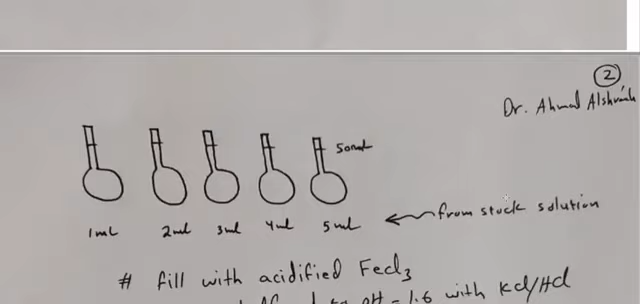 2
Dr. Ahmad
50ml
1mL 2ml 3ml 4ml 5ml
from stock solution
# fill with acidified FeCl3
pH = 1.6 with KCl/HCl